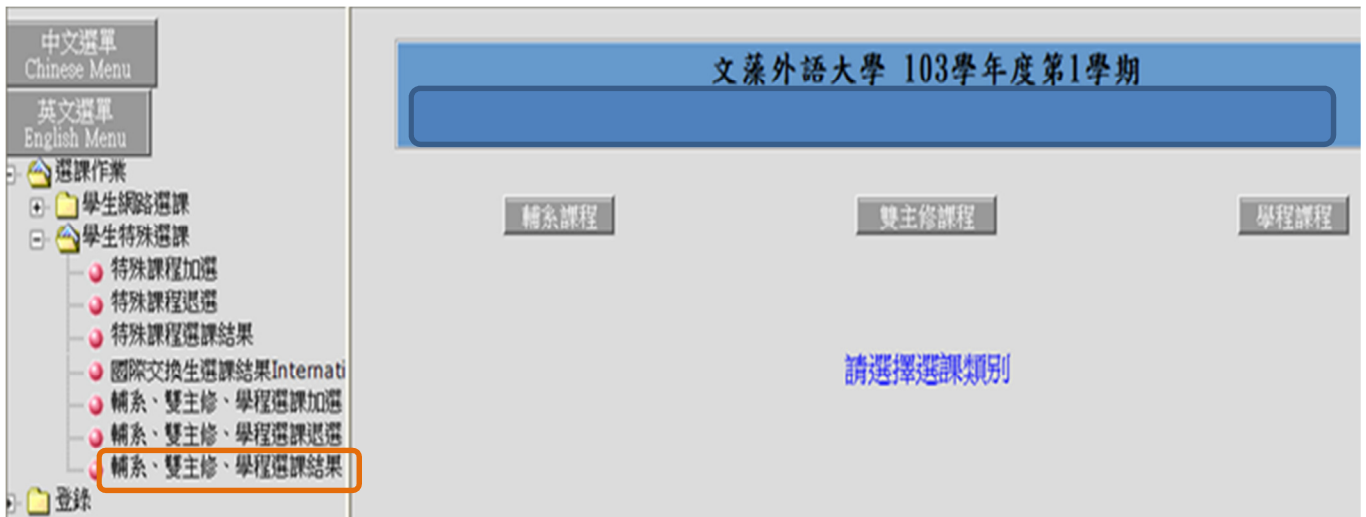 中文選單
Chinese Menu
英文選單
English Menu
選課作業
學生網路選課
學生特殊選課
特殊課程加選
特殊課程退選
特殊課程選課結果
國際交換生選課結果Internati
輔系、雙主修、學程選課加選
輔系、雙主修、學程選課退選
輔系、雙主修、學程選課結果
登錄
文藻外語大學 103學年度第1學期
輔系課程
雙主修課程
學程課程
請選擇選課類別